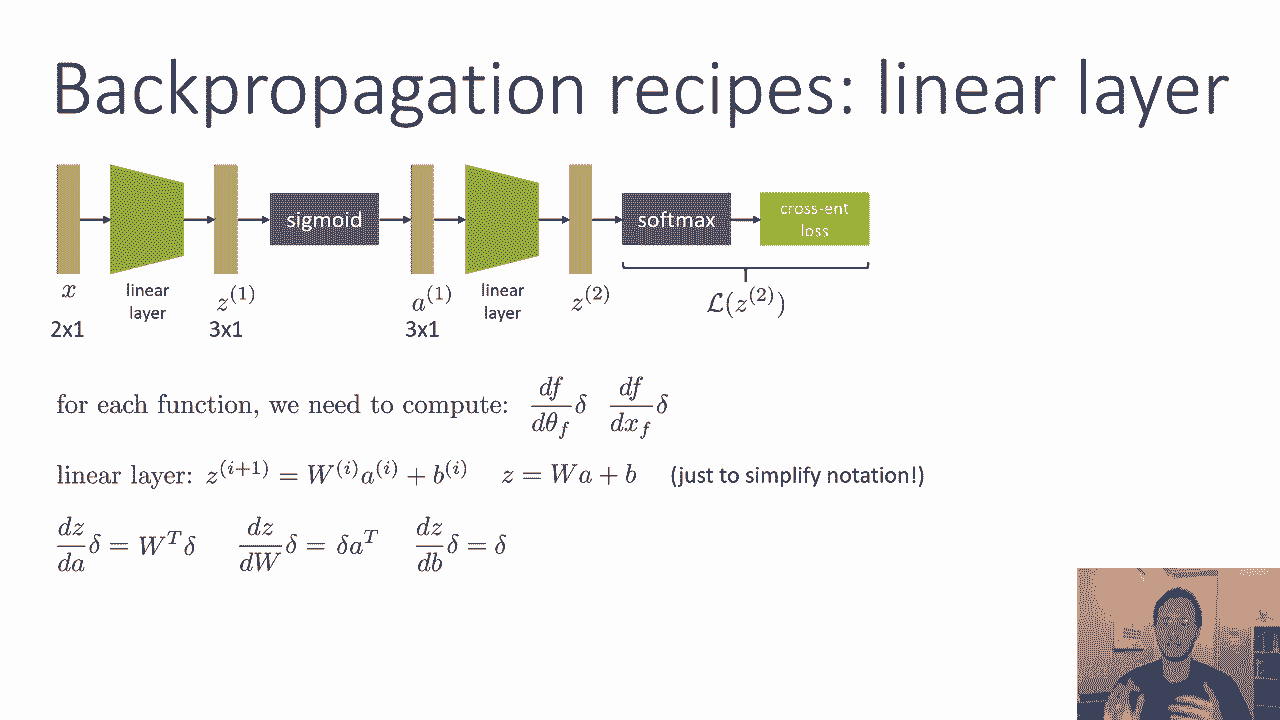 Backpropagation recipes: linear layer
sigmoid
softmax
cross-ent
loss
x
linear
layer
z^{(1)}
a^{(1)}
linear
layer
z^{(2)}
\mathcal{L}(z^{(2)})
2x1
3x1
3x1
for each function, we need to compute: \frac{df}{d\theta_f}\delta \frac{df}{dx_f}\delta
linear layer: z^{(i+1)} = W^{(i)}a^{(i)} + b^{(i)} z = Wa + b (just to simplify notation!)
\frac{dz}{da}\delta = W^T\delta \frac{dz}{dW}\delta = \delta a^T \frac{dz}{db}\delta = \delta